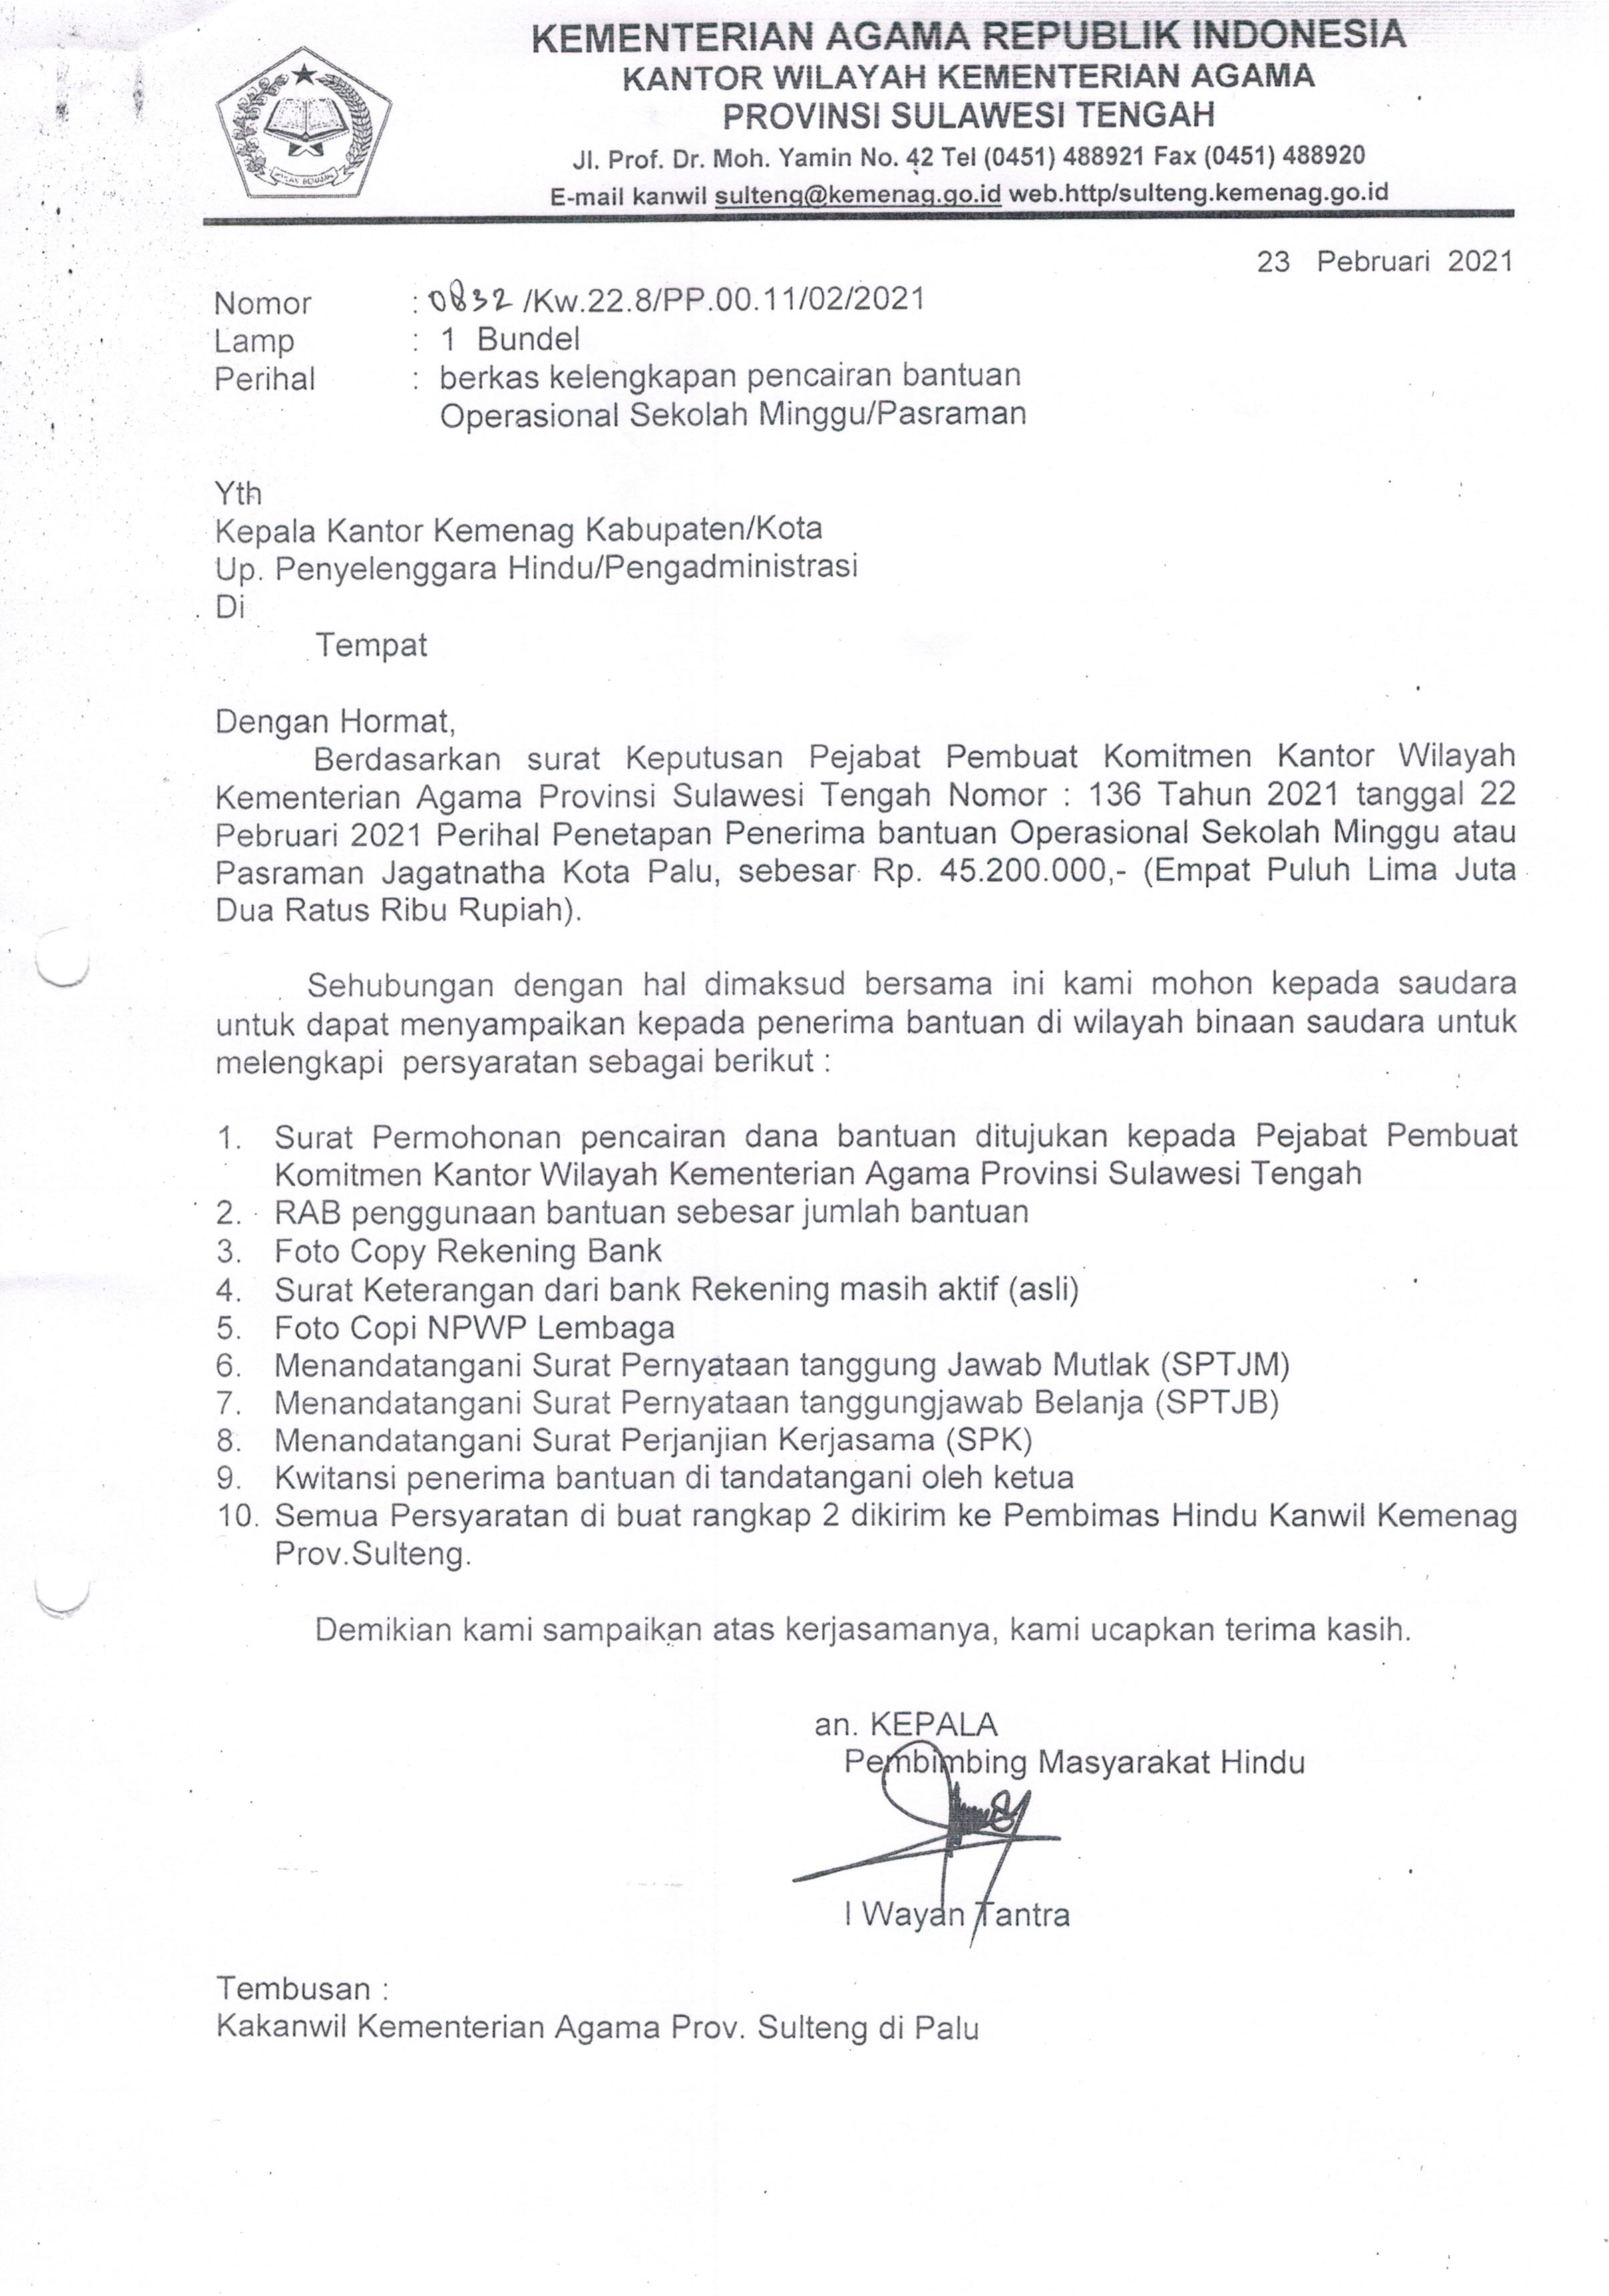 KEMENTERIAN AGAMA REPUBLIK INDONESIA
KANTOR WILAYAH KEMENTERIAN AGAMA
PROVINSI SULAWESI TENGAH
Jl. Prof. Dr. Moh. Yamin No. 42 Tel (0451) 488921 Fax (0451) 488920
E-mail kanwil sulteng@kemenag.go.id web.http/sulteng.kemenag.go.id
23 Pebruari 2021
Nomor : 0832 /Kw.22.8/PP.00.11/02/2021
Lamp : 1 Bundel
Perihal : berkas kelengkapan pencairan bantuan
Operasional Sekolah Minggu/Pasraman
Yth
Kepala Kantor Kemenag Kabupaten/Kota
Up. Penyelenggara Hindu/Pengadministrasi
Di
Tempat
Dengan Hormat,
Berdasarkan surat Keputusan Pejabat Pembuat Komitmen Kantor Wilayah
Kementerian Agama Provinsi Sulawesi Tengah Nomor : 136 Tahun 2021 tanggal 22
Pebruari 2021 Perihal Penetapan Penerima bantuan Operasional Sekolah Minggu atau
Pasraman Jagatnatha Kota Palu, sebesar Rp. 45.200.000,- (Empat Puluh Lima Juta
Dua Ratus Ribu Rupiah).
Sehubungan dengan hal dimaksud bersama ini kami mohon kepada saudara
untuk dapat menyampaikan kepada penerima bantuan di wilayah binaan saudara untuk
melengkapi persyaratan sebagai berikut :
1. Surat Permohonan pencairan dana bantuan ditujukan kepada Pejabat Pembuat
Komitmen Kantor Wilayah Kementerian Agama Provinsi Sulawesi Tengah
2. RAB penggunaan bantuan sebesar jumlah bantuan
3. Foto Copy Rekening Bank
4. Surat Keterangan dari bank Rekening masih aktif (asli)
5. Foto Copi NPWP Lembaga
6. Menandatangani Surat Pernyataan tanggung Jawab Mutlak (SPTJM)
7. Menandatangani Surat Pernyataan tanggungjawab Belanja (SPTJB)
8. Menandatangani Surat Perjanjian Kerjasama (SPK)
9. Kwitansi penerima bantuan di tandatangani oleh ketua
10. Semua Persyaratan di buat rangkap 2 dikirim ke Pembimas Hindu Kanwil Kemenag
Prov.Sulteng.
Demikian kami sampaikan atas kerjasamanya, kami ucapkan terima kasih.
an. KEPALA
Pembimbing Masyarakat Hindu
I Wayan Tantra
Tembusan :
Kakanwil Kementerian Agama Prov. Sulteng di Palu